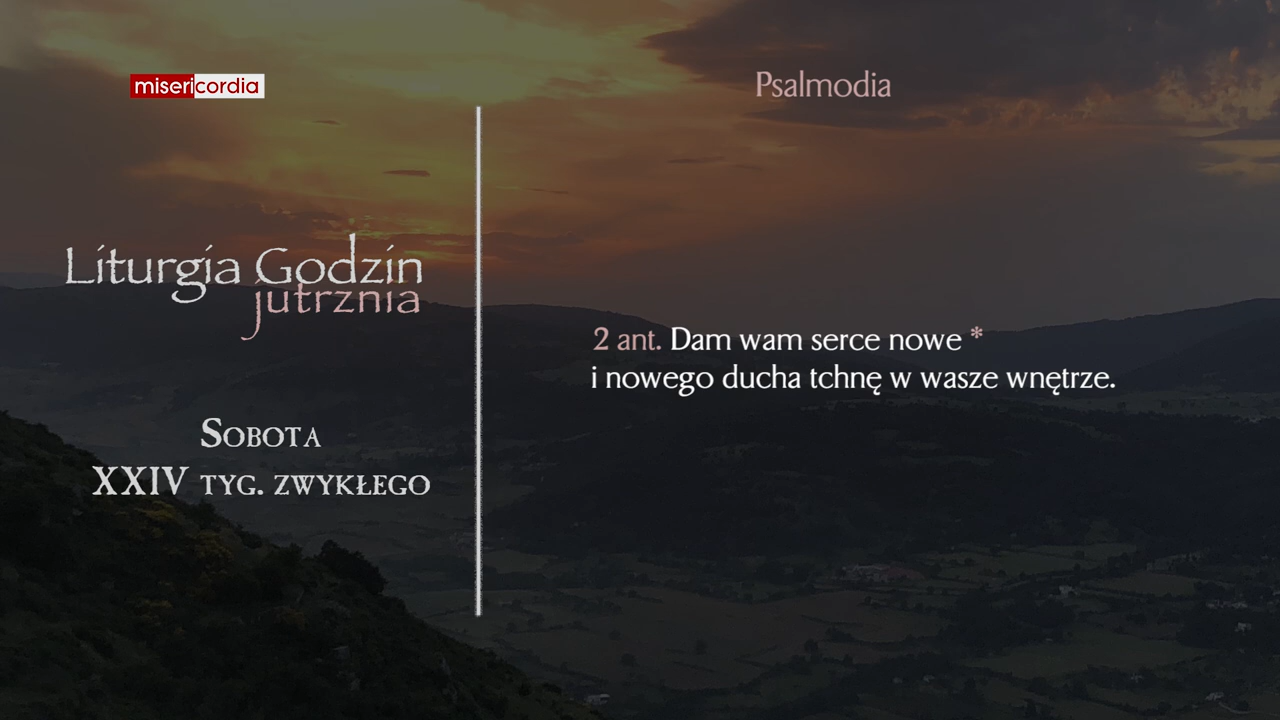 misericordia
Psalmodia
Liturgia Godzin
jutrznia
2 ant. Dam wam serce nowe *
i nowego ducha tchnę w wasze wnętrze.
Sobota
XXIV tyg. zwykłego